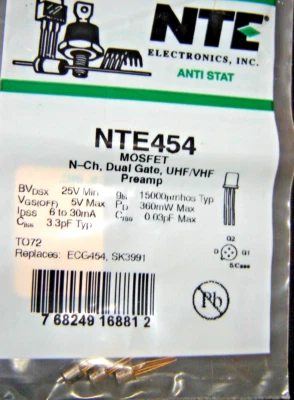 NTE
ELECTRONICS, INC.
ANTI STAT
NTE454
MOSFET
N–Ch, Dual Gate, UHF/VHF
Preamp
BVDSX 25V Min gfs 15000µmhos Typ
VGS(OFF) 5V Max PD 360mW Max
IDSS 6 to 30mA Crss 0.03pF Max
Ciss 3.3pF Typ
TO72
Replaces: ECG454, SK3991
G2
D G1
S/Case
Pb
7 68249 16881 2